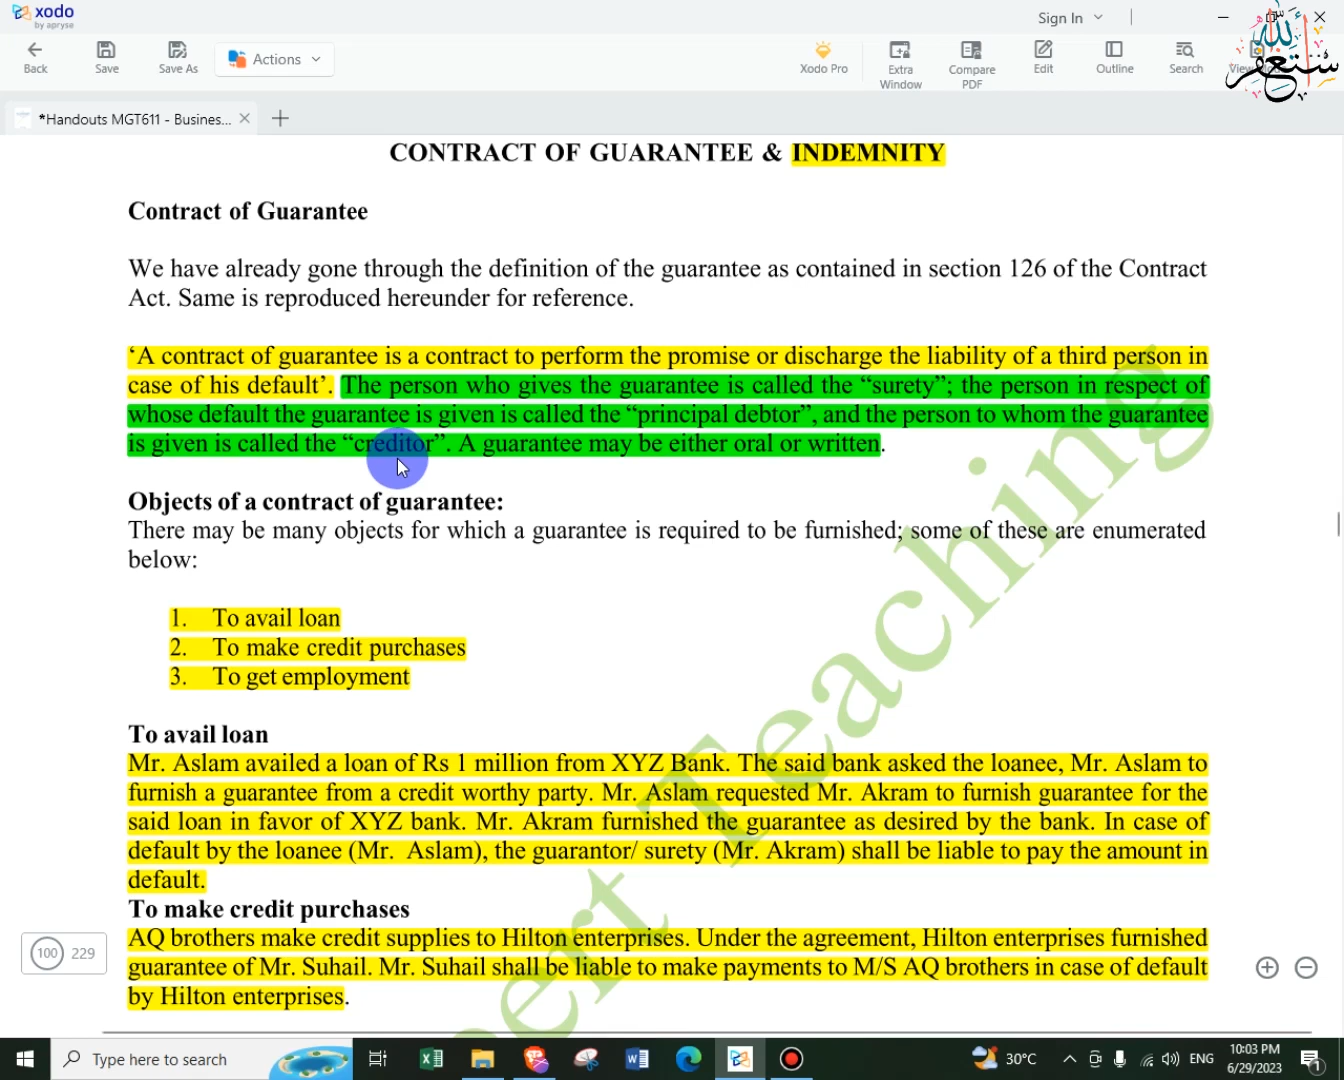 xodo
by apryse
Sign In
Back
Save
Save As
Actions
Xodo Pro
Extra Window
Compare PDF
Edit
Outline
Search
View
أستغفر الله
*Handouts MGT611 - Busines...
CONTRACT OF GUARANTEE & INDEMNITY
Contract of Guarantee
We have already gone through the definition of the guarantee as contained in section 126 of the Contract
Act. Same is reproduced hereunder for reference.
‘A contract of guarantee is a contract to perform the promise or discharge the liability of a third person in
case of his default’. The person who gives the guarantee is called the “surety”; the person in respect of
whose default the guarantee is given is called the “principal debtor”, and the person to whom the guarantee
is given is called the “creditor”. A guarantee may be either oral or written.
Objects of a contract of guarantee:
There may be many objects for which a guarantee is required to be furnished; some of these are enumerated
below:
1. To avail loan
2. To make credit purchases
3. To get employment
To avail loan
Mr. Aslam availed a loan of Rs 1 million from XYZ Bank. The said bank asked the loanee, Mr. Aslam to
furnish a guarantee from a credit worthy party. Mr. Aslam requested Mr. Akram to furnish guarantee for the
said loan in favor of XYZ bank. Mr. Akram furnished the guarantee as desired by the bank. In case of
default by the loanee (Mr. Aslam), the guarantor/ surety (Mr. Akram) shall be liable to pay the amount in
default.
To make credit purchases
AQ brothers make credit supplies to Hilton enterprises. Under the agreement, Hilton enterprises furnished
guarantee of Mr. Suhail. Mr. Suhail shall be liable to make payments to M/S AQ brothers in case of default
by Hilton enterprises.
ert Teaching
100 229
Type here to search
30°C
ENG
10:03 PM
6/29/2023
1